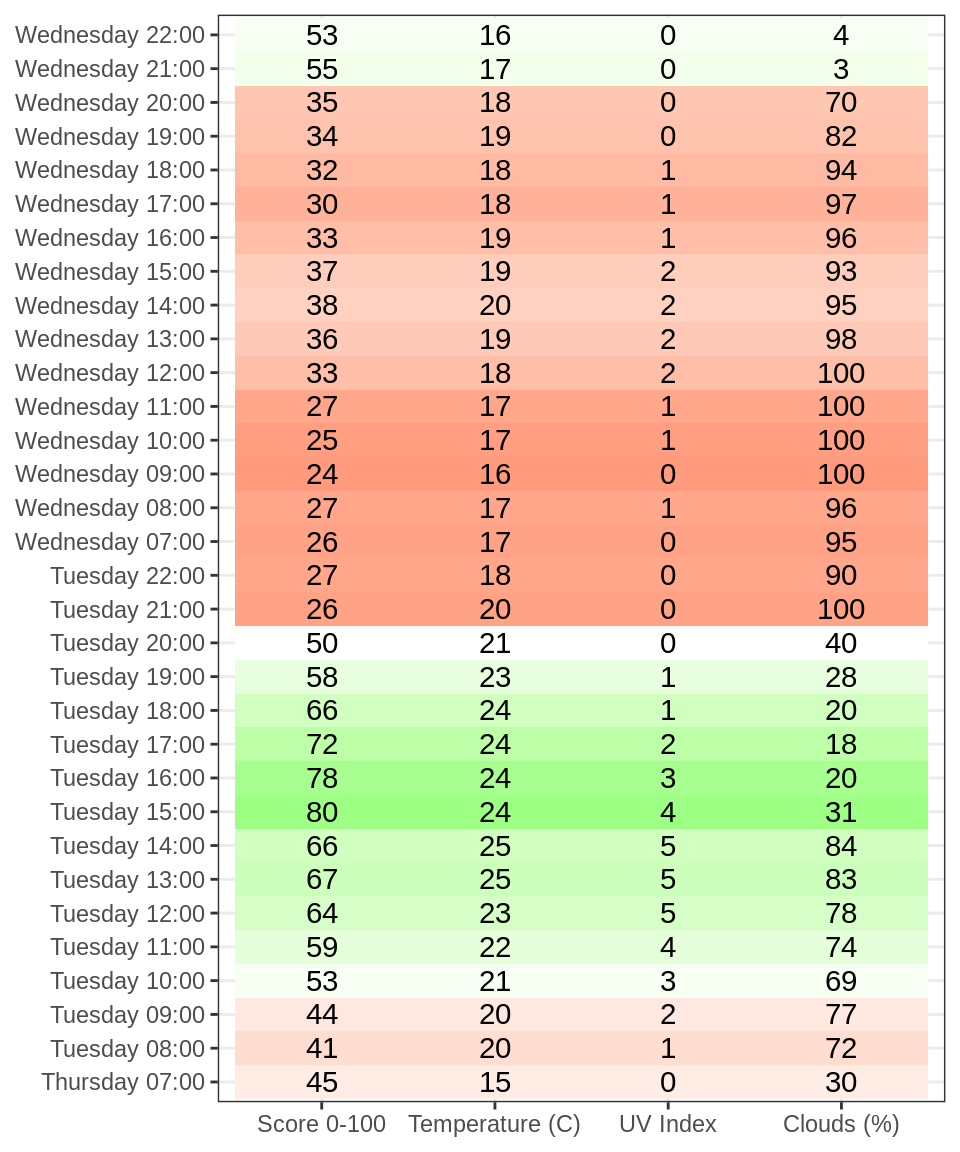 Wednesday 22:00 53 16 0 4
Wednesday 21:00 55 17 0 3
Wednesday 20:00 35 18 0 70
Wednesday 19:00 34 19 0 82
Wednesday 18:00 32 18 1 94
Wednesday 17:00 30 18 1 97
Wednesday 16:00 33 19 1 96
Wednesday 15:00 37 19 2 93
Wednesday 14:00 38 20 2 95
Wednesday 13:00 36 19 2 98
Wednesday 12:00 33 18 2 100
Wednesday 11:00 27 17 1 100
Wednesday 10:00 25 17 1 100
Wednesday 09:00 24 16 0 100
Wednesday 08:00 27 17 1 96
Wednesday 07:00 26 17 0 95
Tuesday 22:00 27 18 0 90
Tuesday 21:00 26 20 0 100
Tuesday 20:00 50 21 0 40
Tuesday 19:00 58 23 1 28
Tuesday 18:00 66 24 1 20
Tuesday 17:00 72 24 2 18
Tuesday 16:00 78 24 3 20
Tuesday 15:00 80 24 4 31
Tuesday 14:00 66 25 5 84
Tuesday 13:00 67 25 5 83
Tuesday 12:00 64 23 5 78
Tuesday 11:00 59 22 4 74
Tuesday 10:00 53 21 3 69
Tuesday 09:00 44 20 2 77
Tuesday 08:00 41 20 1 72
Thursday 07:00 45 15 0 30
Score 0-100 Temperature (C) UV Index Clouds (%)